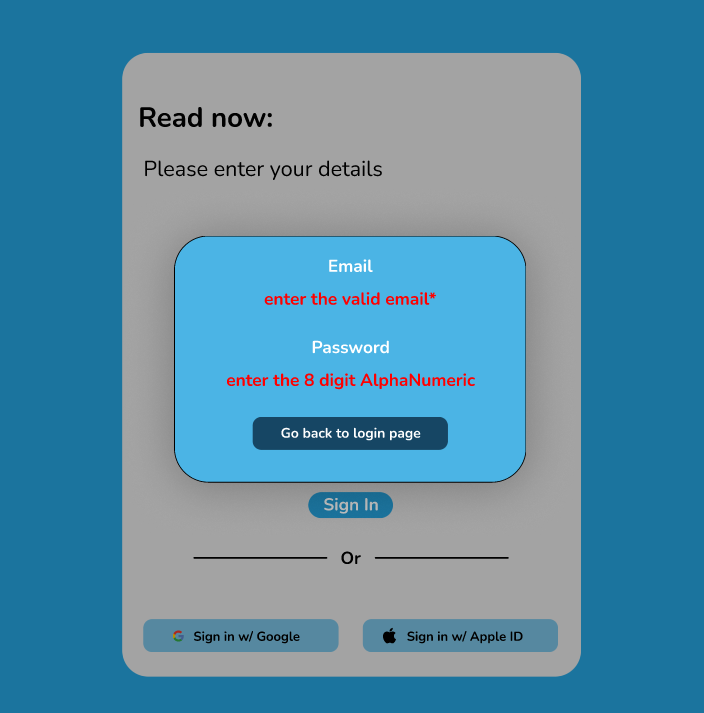 Read now:
Please enter your details
Email
enter the valid email*
Password
enter the 8 digit AlphaNumeric
Go back to login page
Sign In
Or
Sign in w/ Google
Sign in w/ Apple ID